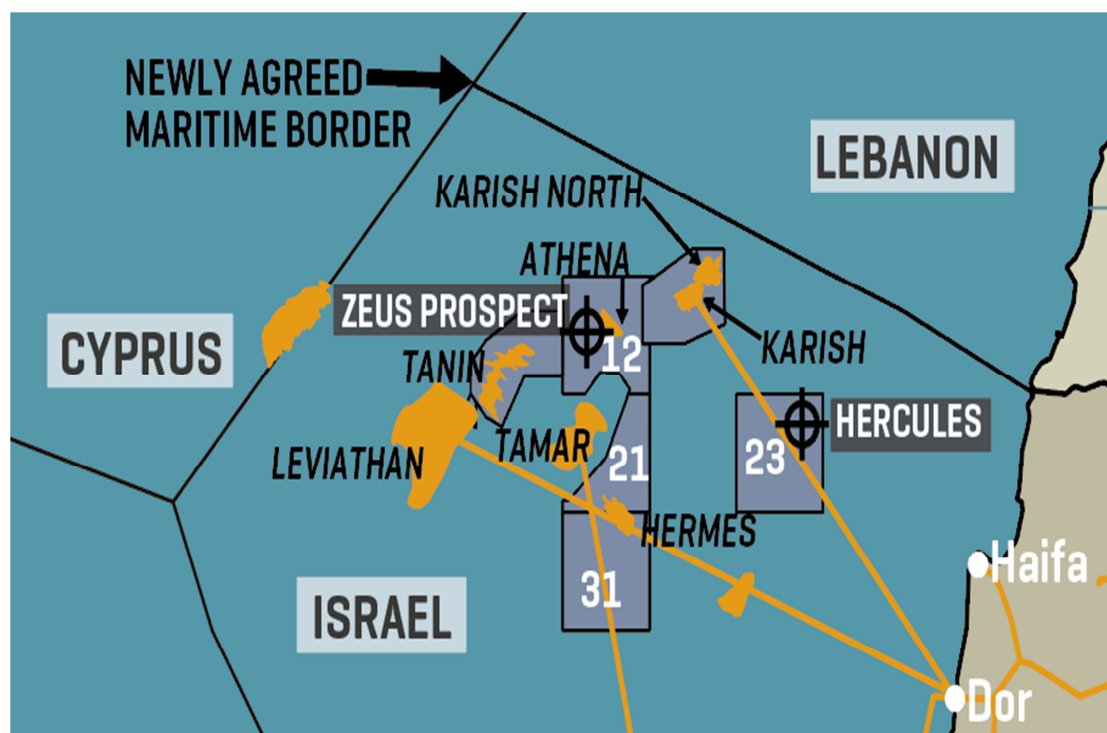 NEWLY AGREED
MARITIME BORDER
LEBANON
KARISH NORTH
ATHENA
ZEUS PROSPECT
CYPRUS
12
KARISH
TANIN
HERCULES
TAMAR
LEVIATHAN
21
23
HERMES
Haifa
31
ISRAEL
Dor